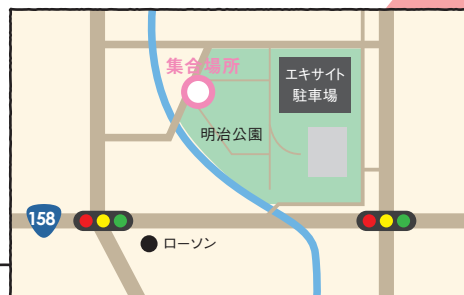 集合場所
エキサイト
駐車場
明治公園
158
ローソン